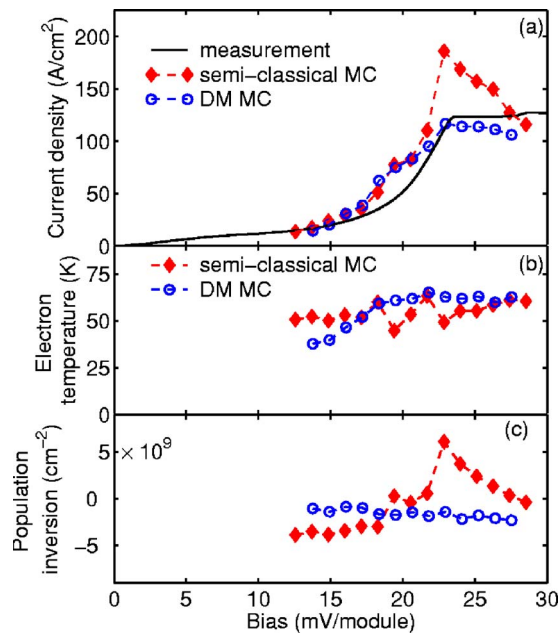 (a)
200
150
100
50
0
Current density (A/cm²)
measurement
semi−classical MC
DM MC
(b)
75
50
25
0
Electron
temperature (K)
semi−classical MC
DM MC
(c)
× 10⁹
5
0
−5
Population
inversion (cm⁻²)
0 5 10 15 20 25 30
Bias (mV/module)